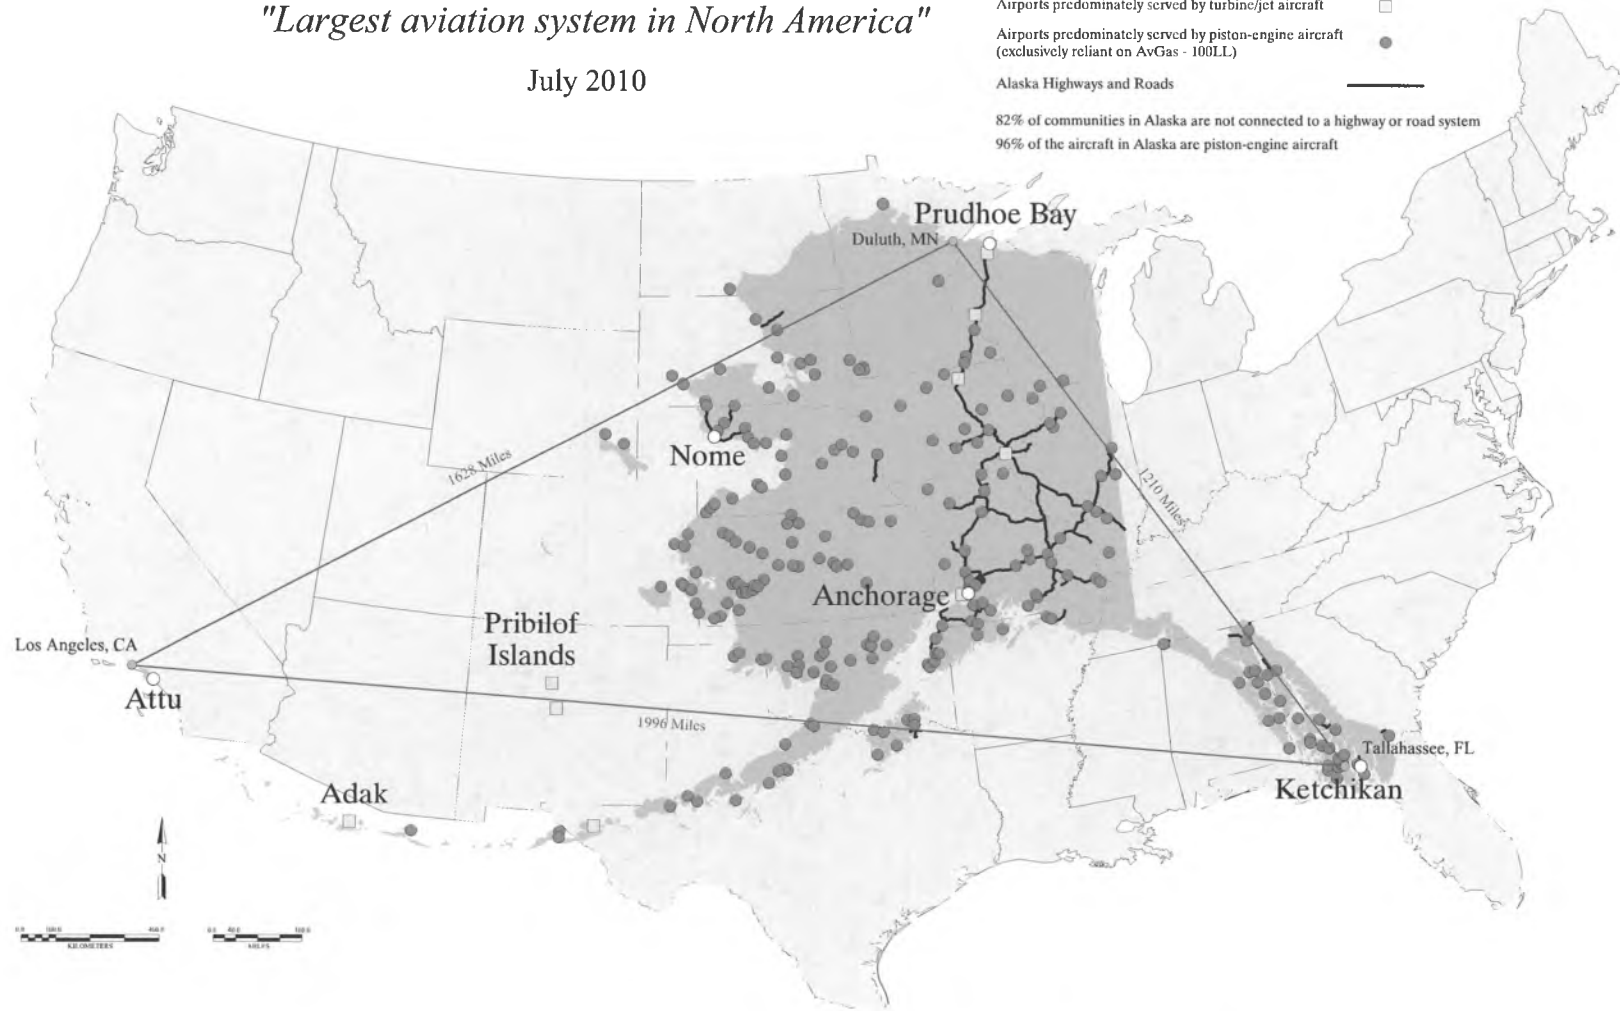 "Largest aviation system in North America"
July 2010
Airports predominately served by turbine/jet aircraft
Airports predominately served by piston-engine aircraft
(exclusively reliant on AvGas - 100LL)
Alaska Highways and Roads
82% of communities in Alaska are not connected to a highway or road system
96% of the aircraft in Alaska are piston-engine aircraft
Prudhoe Bay
Duluth, MN
Nome
1628 Miles
1210 Miles
Anchorage
Pribilof
Islands
Los Angeles, CA
Attu
1996 Miles
Tallahassee, FL
Ketchikan
Adak
N
KILOMETERS